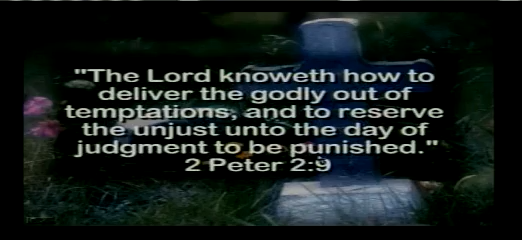 "The Lord knoweth how to
deliver the godly out of
temptations, and to reserve
the unjust unto the day of
judgment to be punished."
2 Peter 2:9